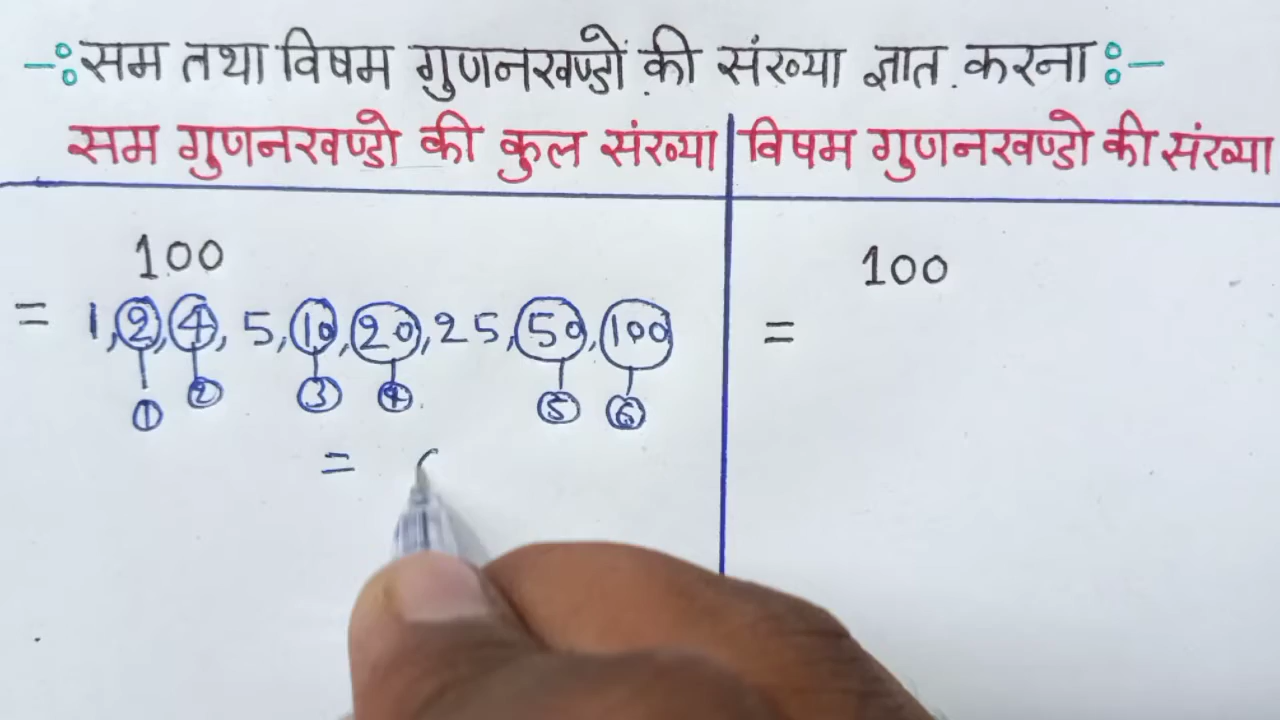 -: सम तथा विषम गुणनखण्डों की संख्या ज्ञात करना :-
सम गुणनखण्डो की कुल संख्या
विषम गुणनखण्डो की संख्या
100
= 1, 2, 4, 5, 10, 20, 25, 50, 100
1 2 3 4 5 6
=
100
=